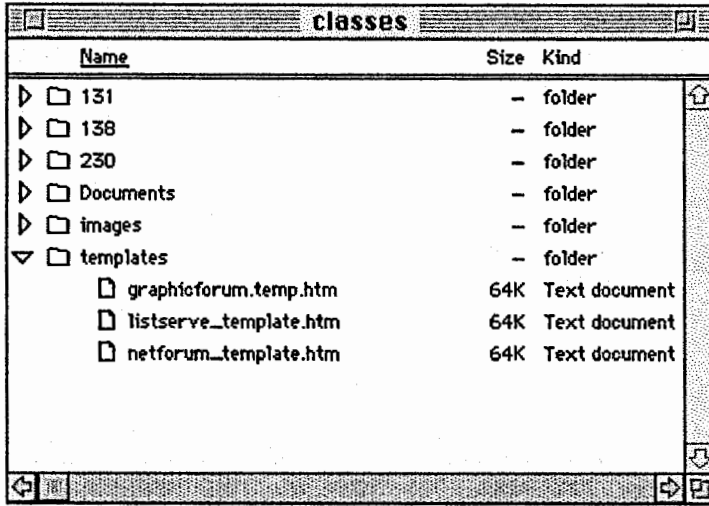 classes
Name Size Kind
131 – folder
138 – folder
230 – folder
Documents – folder
images – folder
templates – folder
graphicforum.temp.htm 64K Text document
listserve_template.htm 64K Text document
netforum_template.htm 64K Text document